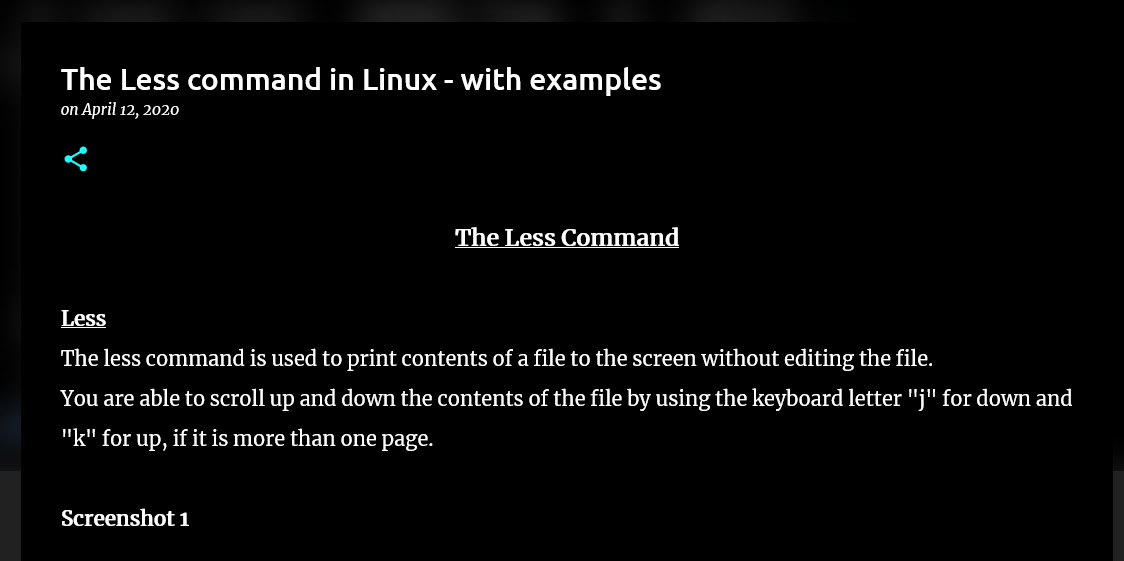 The Less command in Linux - with examples
on April 12, 2020
The Less Command
Less
The less command is used to print contents of a file to the screen without editing the file.
You are able to scroll up and down the contents of the file by using the keyboard letter "j" for down and
"k" for up, if it is more than one page.
Screenshot 1